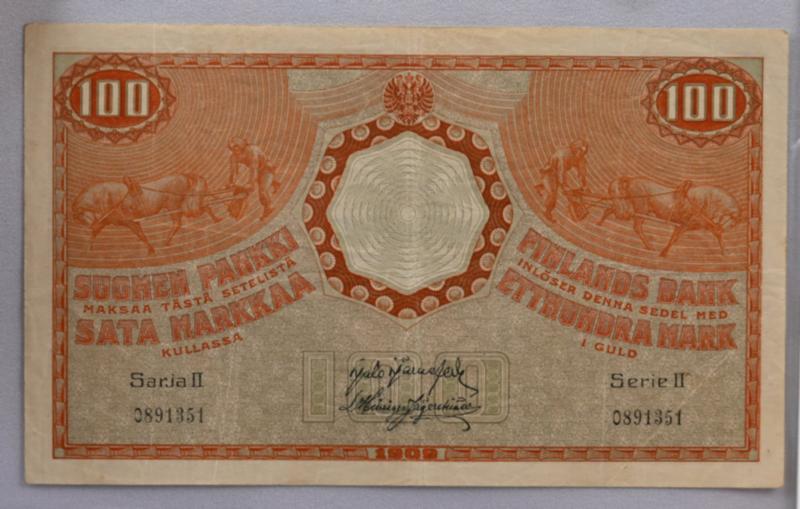 100
100
SUOMEN PANKKI
MAKSAA TÄSTÄ SETELISTÄ
SATA MARKKAA
KULLASSA
FINLANDS BANK
INLÖSER DENNA SEDEL MED
ETTHUNDRA MARK
I GULD
100
Sarja II
0891351
Serie II
0891351
1909